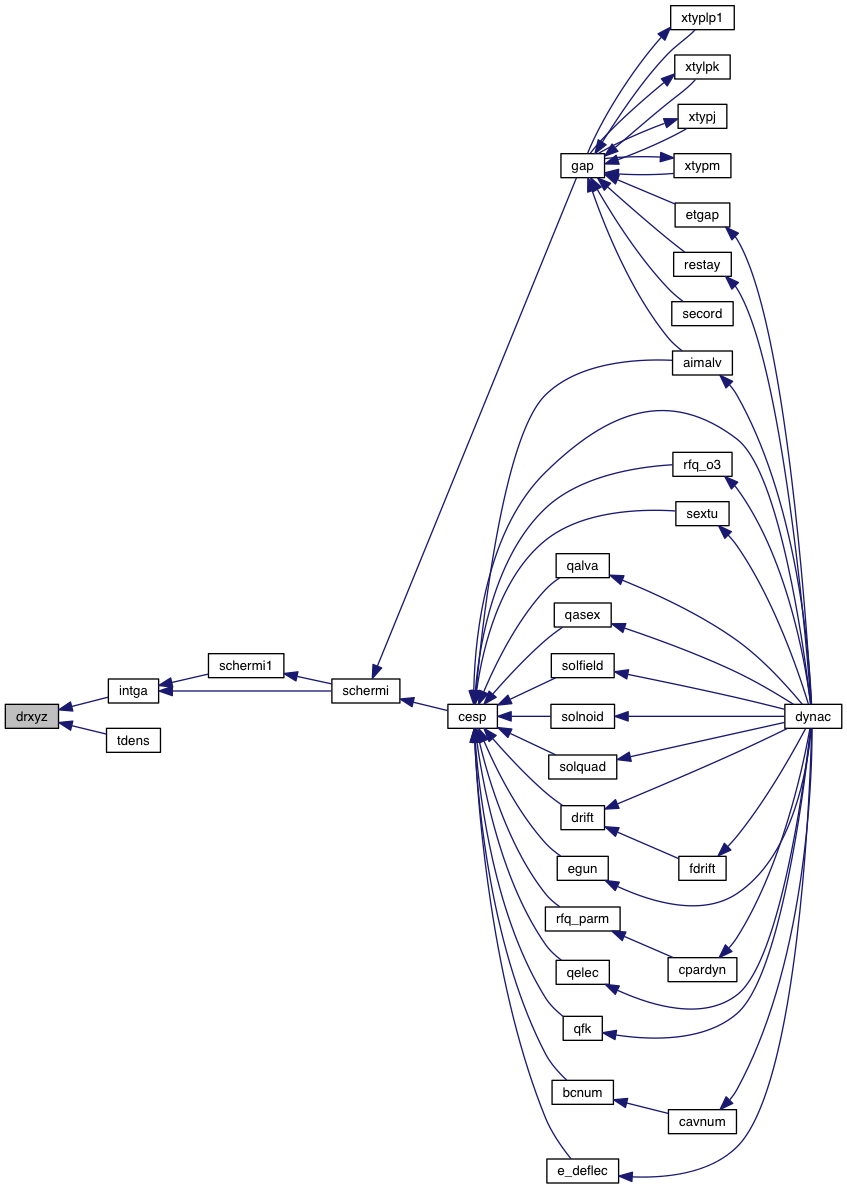 xtyplp1
xtylpk
xtypj
gap
xtypm
etgap
restay
secord
aimalv
rfq_o3
sextu
qalva
qasex
solfield
schermi1
intga
schermi
drxyz
cesp
solnoid
dynac
tdens
solquad
drift
egun
fdrift
rfq_parm
qelec
cpardyn
qfk
bcnum
cavnum
e_deflec